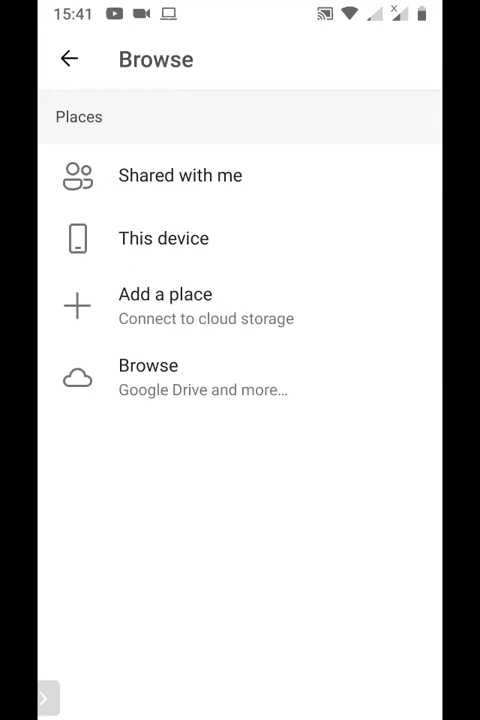 15:41
Browse
Places
Shared with me
This device
Add a place
Connect to cloud storage
Browse
Google Drive and more...